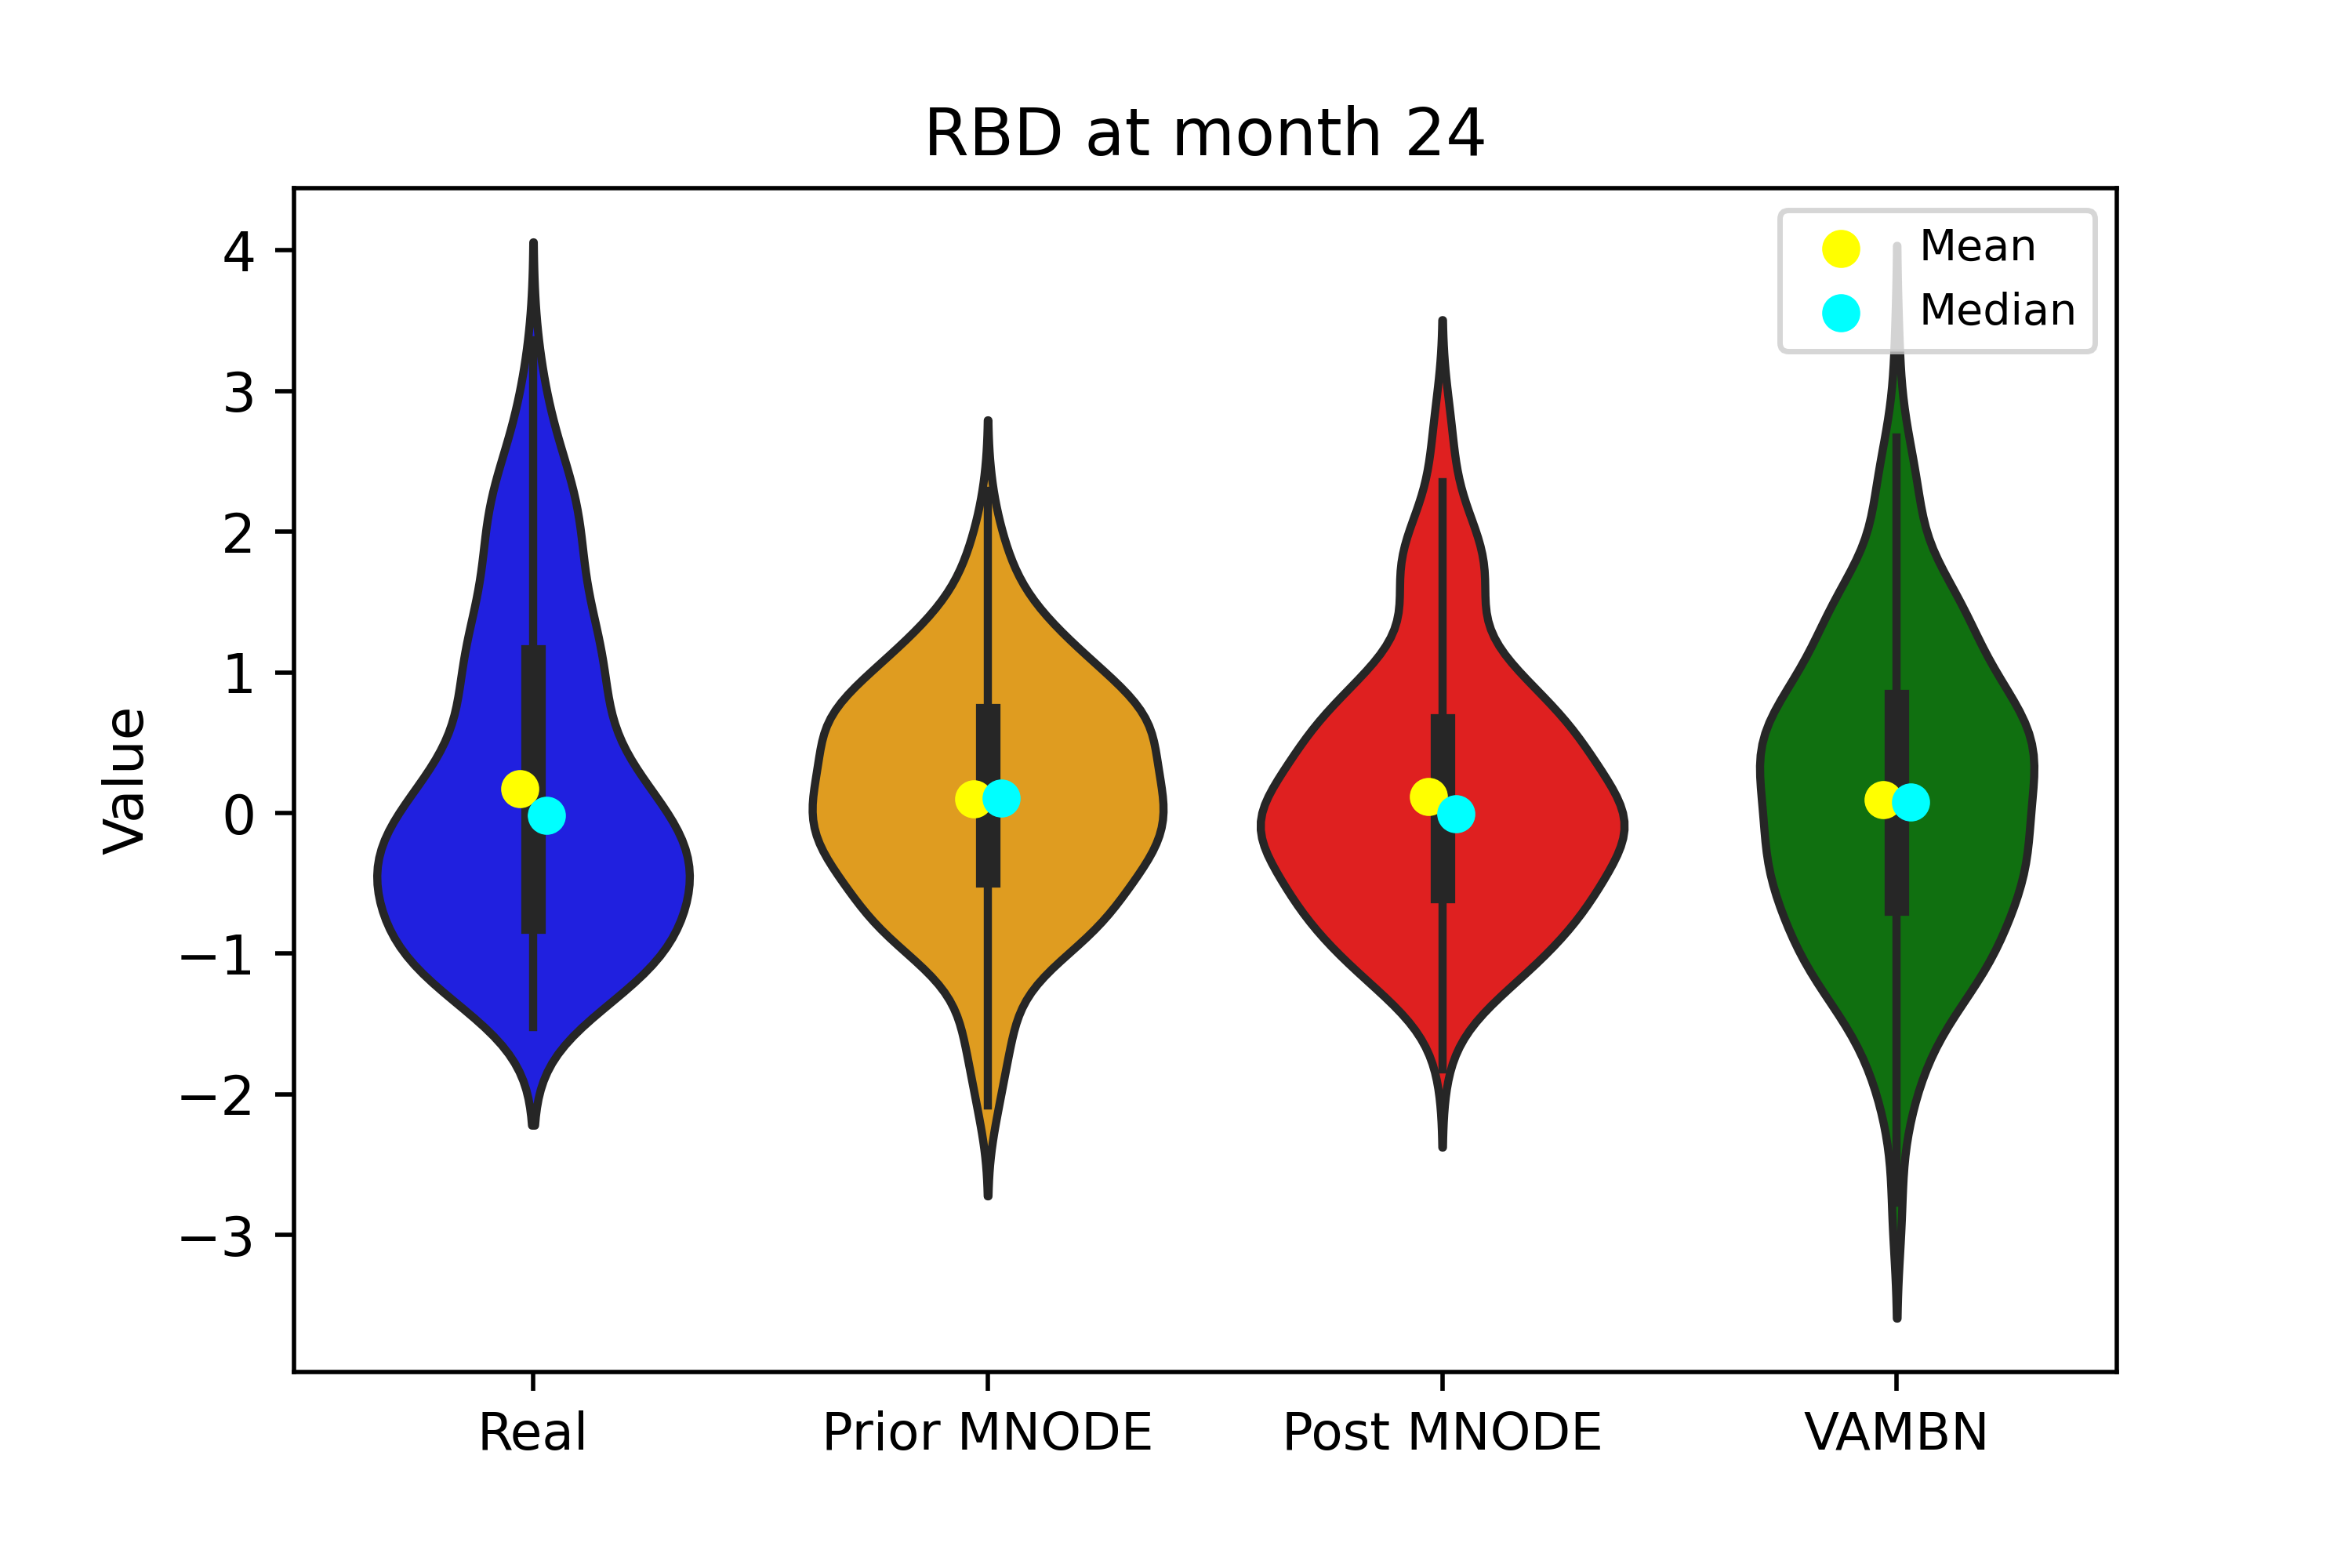 RBD at month 24
Mean
Median
Value
4
3
2
1
0
−1
−2
−3
Real Prior MNODE Post MNODE VAMBN